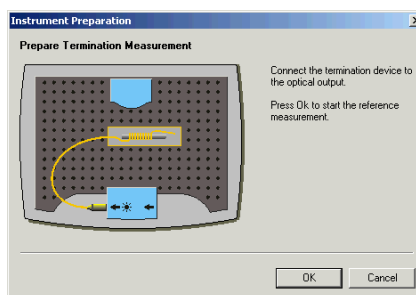 Instrument Preparation
Prepare Termination Measurement
Connect the termination device to
the optical output.
Press Ok to start the reference
measurement.
OK
Cancel